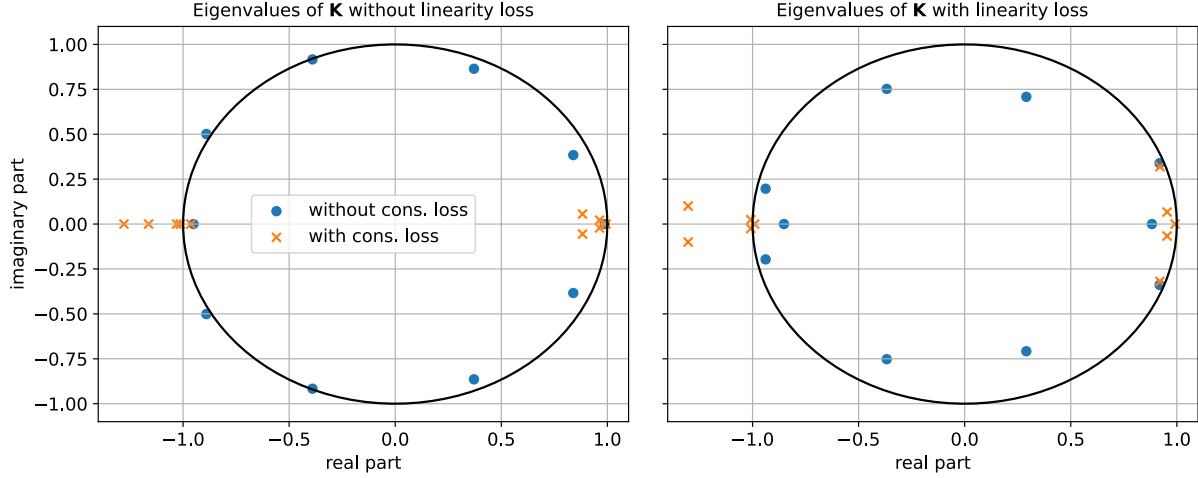 Eigenvalues of K without linearity loss
Eigenvalues of K with linearity loss
imaginary part
1.00
0.75
0.50
0.25
0.00
−0.25
−0.50
−0.75
−1.00
without cons. loss
with cons. loss
−1.0 −0.5 0.0 0.5 1.0
real part
−1.0 −0.5 0.0 0.5 1.0
real part